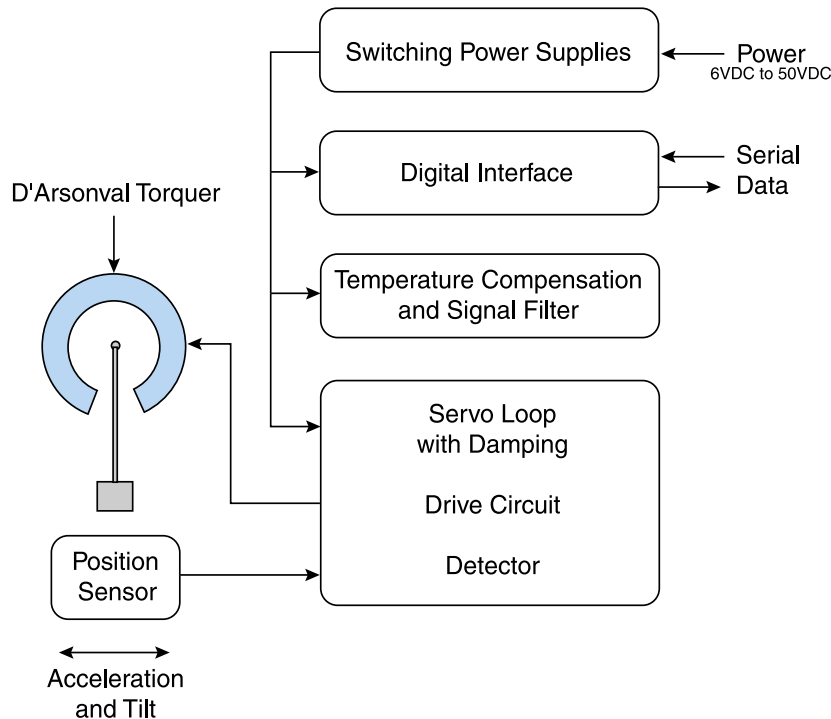 Switching Power Supplies
Power
6VDC to 50VDC
Digital Interface
Serial
Data
D'Arsonval Torquer
Temperature Compensation
and Signal Filter
Servo Loop
with Damping
Drive Circuit
Detector
Position
Sensor
Acceleration
and Tilt